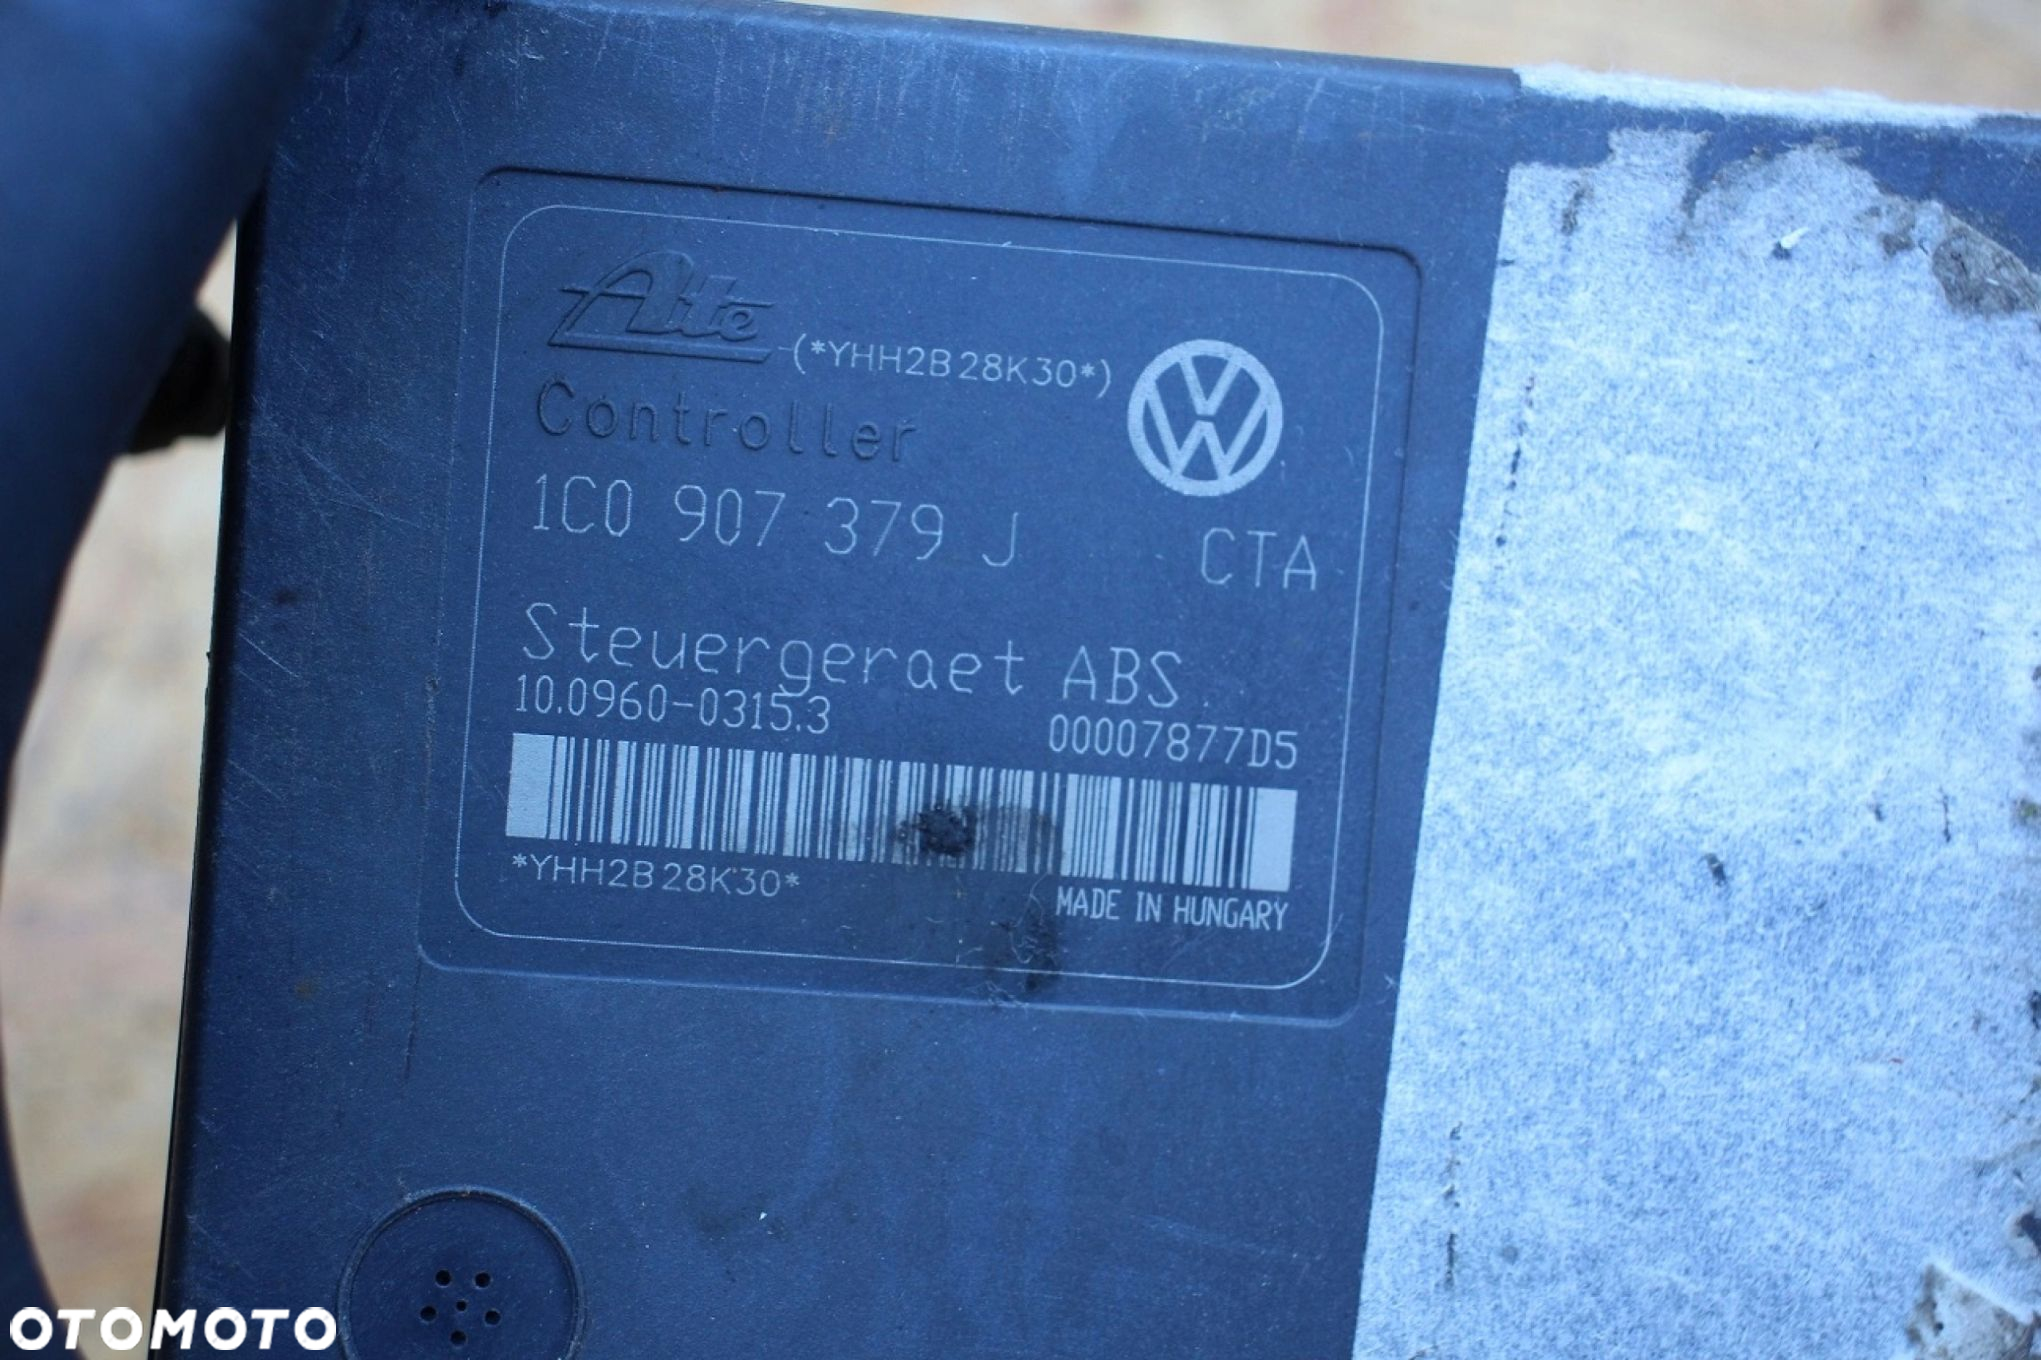 Ate
(*YHH2B28K30*)
Controller
1C0 907 379 J CTA
Steuergeraet ABS
10.0960-0315.3 00007877D5
*YHH2B28K30*
MADE IN HUNGARY
OTOMOTO